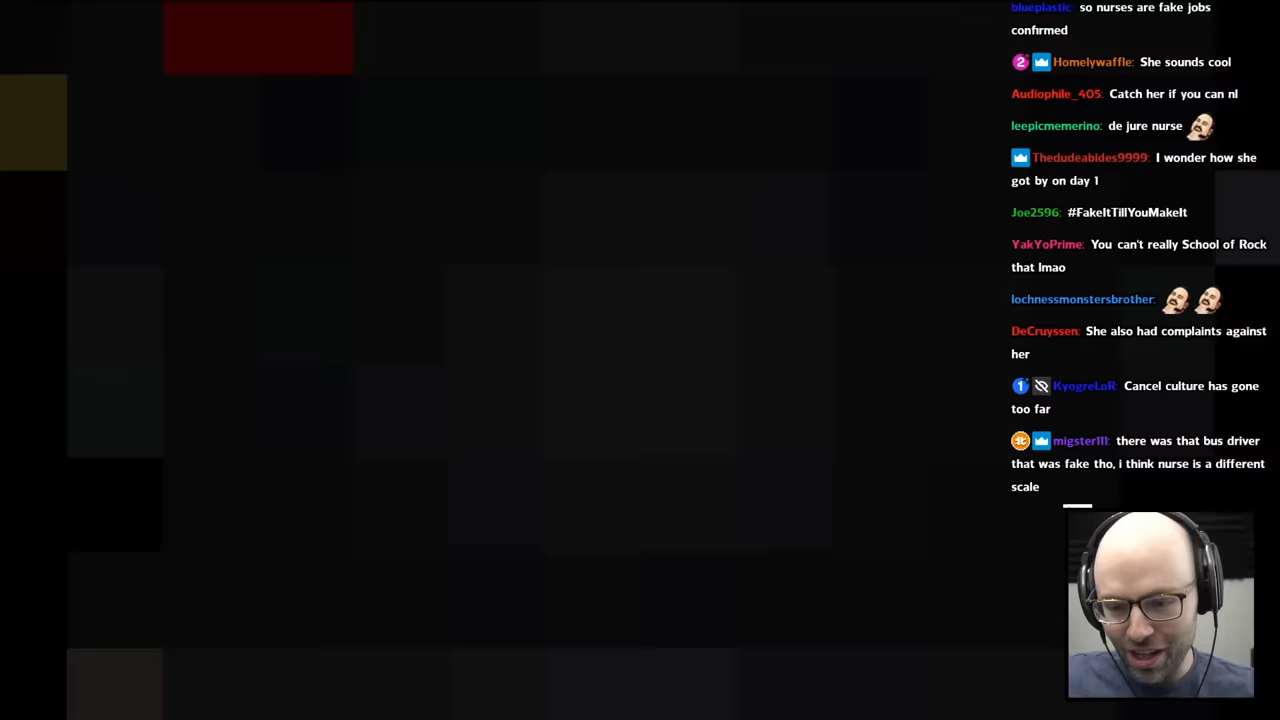 blueplastic: so nurses are fake jobs
confirmed
2 Homelywaffle: She sounds cool
Audiophile_405: Catch her if you can nl
leepicmemerino: de jure nurse
Thedudeabides9999: I wonder how she
got by on day 1
Joe2596: #FakeItTillYouMakeIt
YakYoPrime: You can't really School of Rock
that lmao
lochnessmonstersbrother:
DeCruyssen: She also had complaints against
her
1 KyogreLoR: Cancel culture has gone
too far
migster111: there was that bus driver
that was fake tho, i think nurse is a different
scale